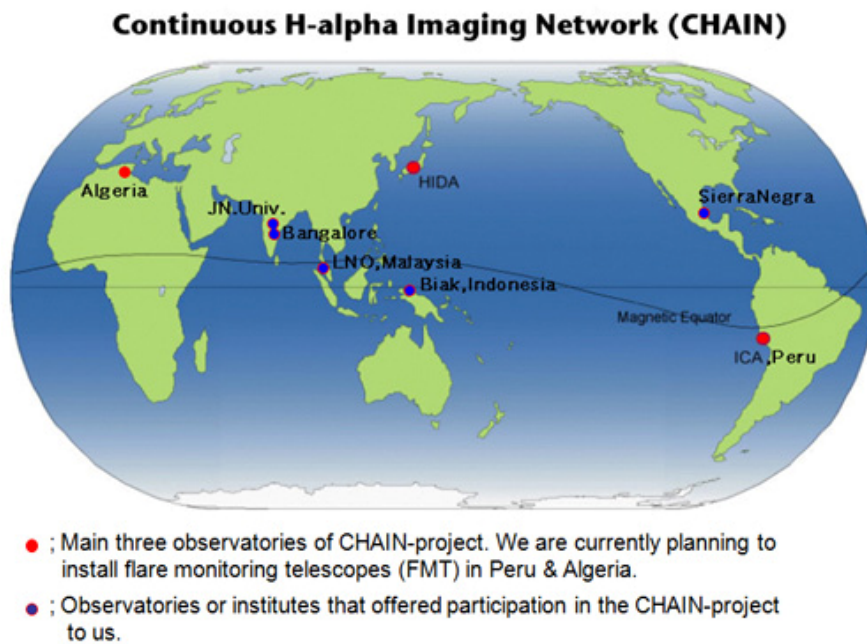 Continuous H-alpha Imaging Network (CHAIN)
Algeria
HIDA
JN.Univ.
SierraNegra
Bangalore
LNO,Malaysia
Biak,Indonesia
Magnetic Equator
ICA,Peru
; Main three observatories of CHAIN-project. We are currently planning to
install flare monitoring telescopes (FMT) in Peru & Algeria.
; Observatories or institutes that offered participation in the CHAIN-project
to us.